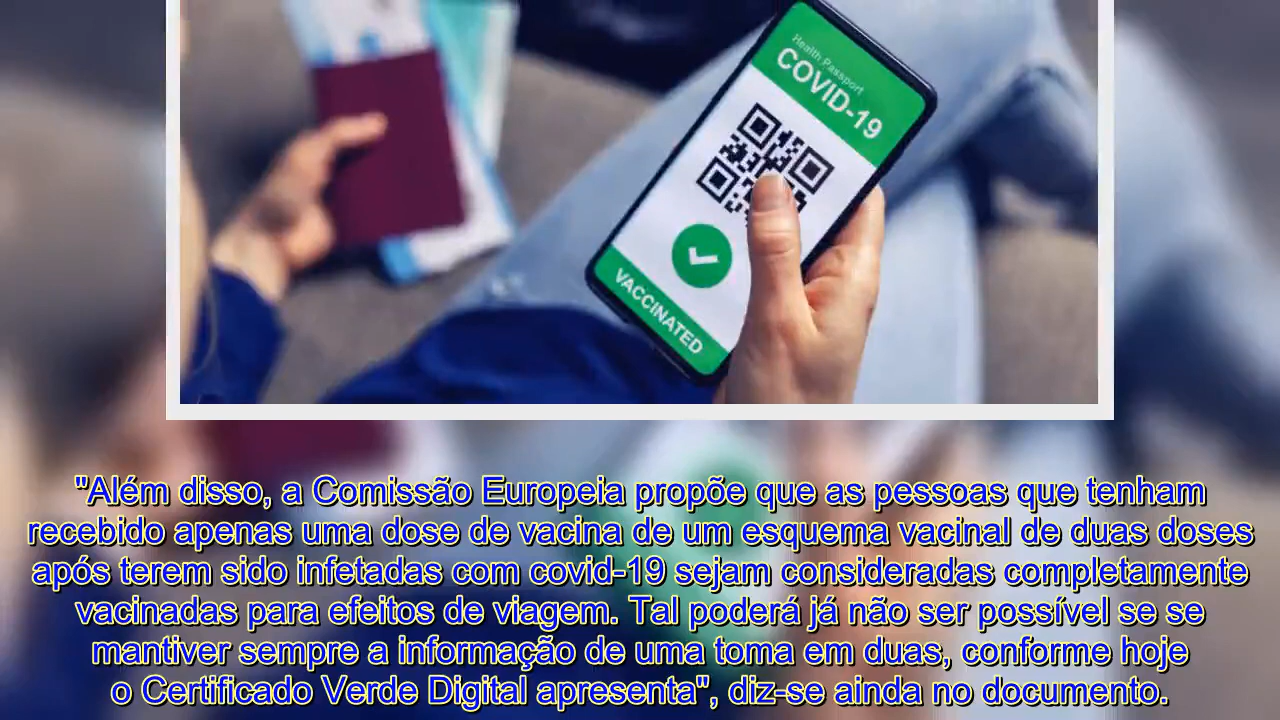 Health Passport
COVID-19
VACCINATED
"Além disso, a Comissão Europeia propõe que as pessoas que tenham
recebido apenas uma dose de vacina de um esquema vacinal de duas doses
após terem sido infetadas com covid-19 sejam consideradas completamente
vacinadas para efeitos de viagem. Tal poderá já não ser possível se se
mantiver sempre a informação de uma toma em duas, conforme hoje
o Certificado Verde Digital apresenta", diz-se ainda no documento.